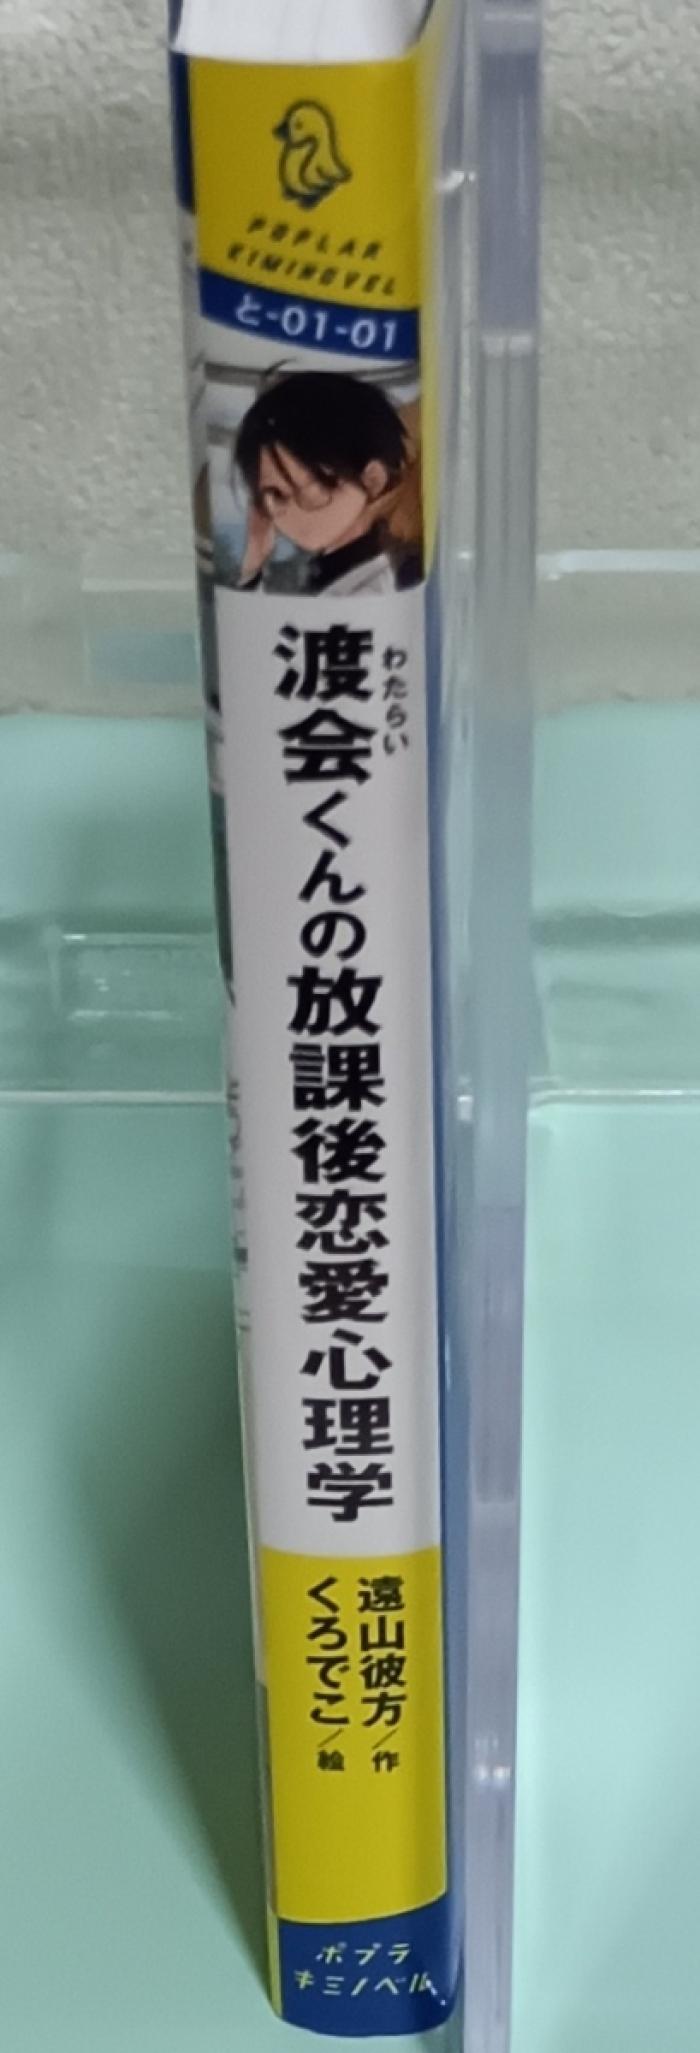 POPLAR
KIMINOVEL
と-01-01
わたらい
渡会くんの放課後恋愛心理学
遠山彼方／作
くろでこ／絵
ポプラ
キミノベル